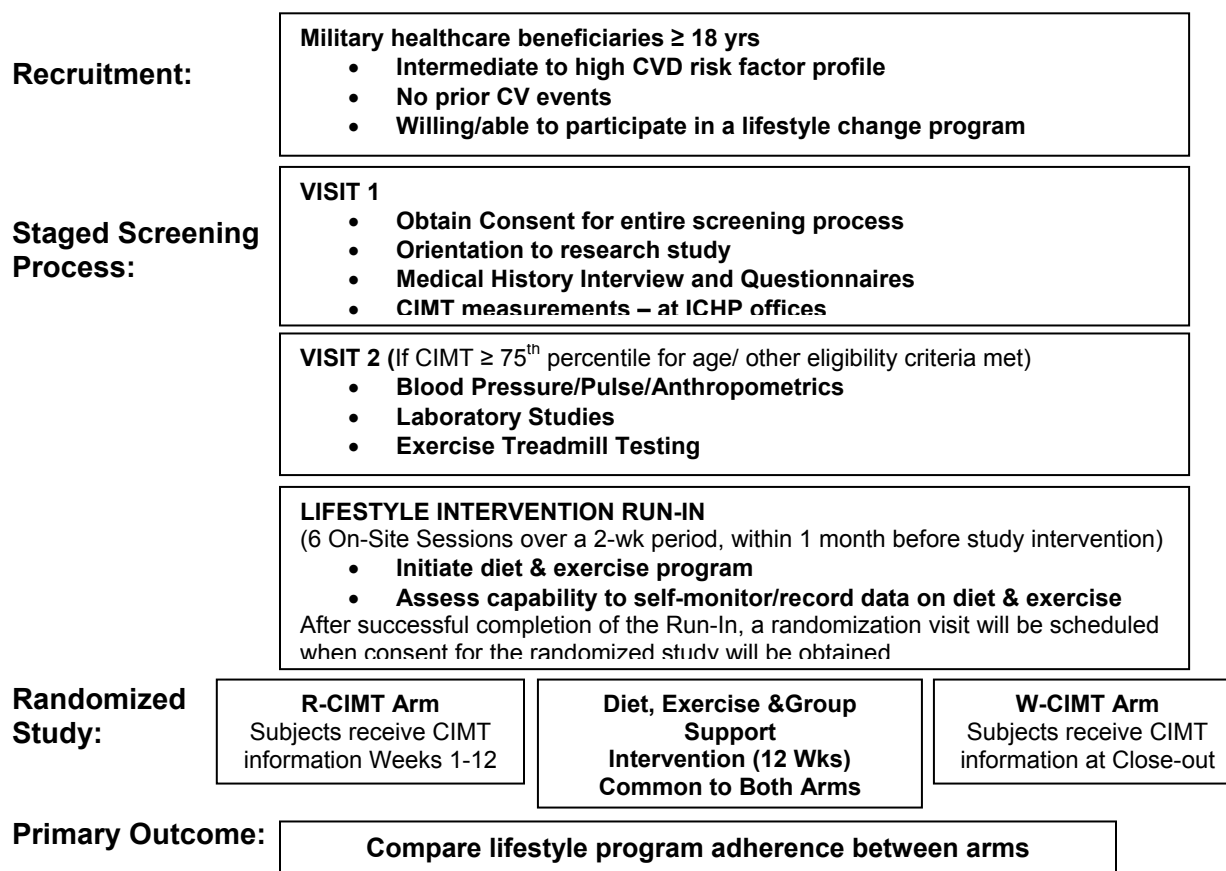 Recruitment:
Military healthcare beneficiaries ≥ 18 yrs
• Intermediate to high CVD risk factor profile
• No prior CV events
• Willing/able to participate in a lifestyle change program
Staged Screening
Process:
VISIT 1
• Obtain Consent for entire screening process
• Orientation to research study
• Medical History Interview and Questionnaires
• CIMT measurements – at ICHP offices
VISIT 2 (If CIMT ≥ 75th percentile for age/ other eligibility criteria met)
• Blood Pressure/Pulse/Anthropometrics
• Laboratory Studies
• Exercise Treadmill Testing
LIFESTYLE INTERVENTION RUN-IN
(6 On-Site Sessions over a 2-wk period, within 1 month before study intervention)
• Initiate diet & exercise program
• Assess capability to self-monitor/record data on diet & exercise
After successful completion of the Run-In, a randomization visit will be scheduled
when consent for the randomized study will be obtained
Randomized
Study:
R-CIMT Arm
Subjects receive CIMT
information Weeks 1-12
Diet, Exercise &Group
Support
Intervention (12 Wks)
Common to Both Arms
W-CIMT Arm
Subjects receive CIMT
information at Close-out
Primary Outcome:
Compare lifestyle program adherence between arms